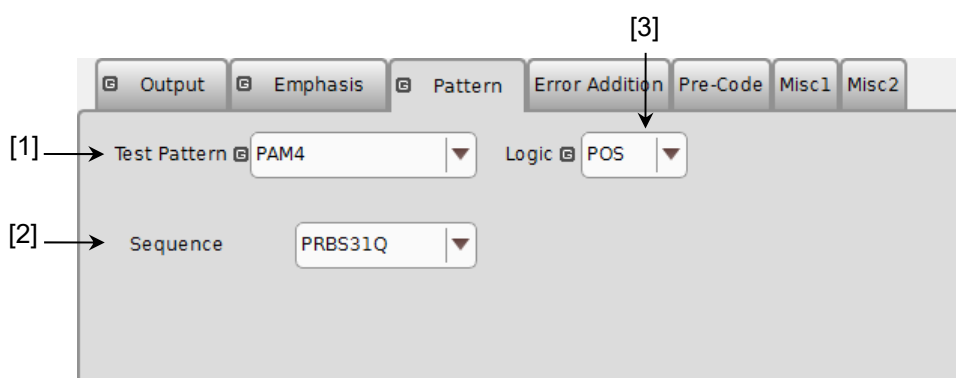 [3]
G Output G Emphasis G Pattern Error Addition Pre-Code Misc1 Misc2
[1] Test Pattern G PAM4 Logic G POS
[2] Sequence PRBS31Q